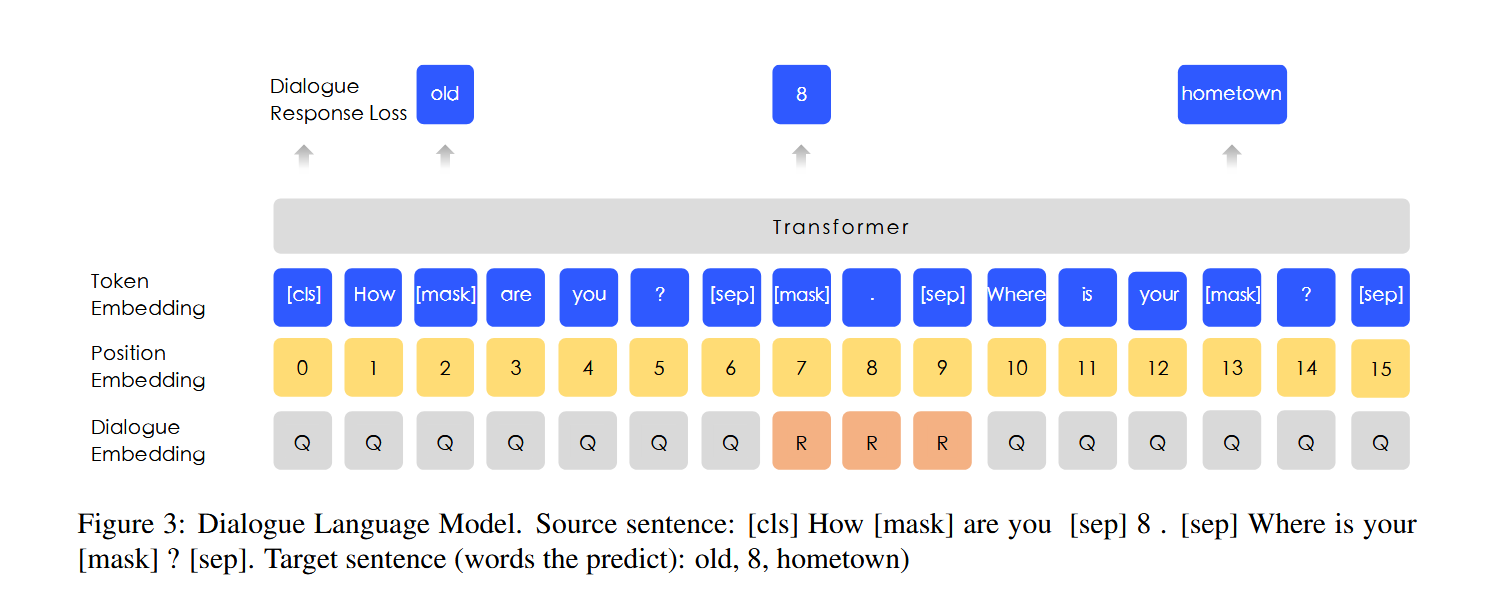 Dialogue
Response Loss
old
8
hometown
Transformer
Token
Embedding
[cls] How [mask] are you ? [sep] [mask] . [sep] Where is your [mask] ? [sep]
Position
Embedding
0 1 2 3 4 5 6 7 8 9 10 11 12 13 14 15
Dialogue
Embedding
Q Q Q Q Q Q Q R R R Q Q Q Q Q Q
Figure 3: Dialogue Language Model. Source sentence: [cls] How [mask] are you [sep] 8 . [sep] Where is your
[mask] ? [sep]. Target sentence (words the predict): old, 8, hometown)